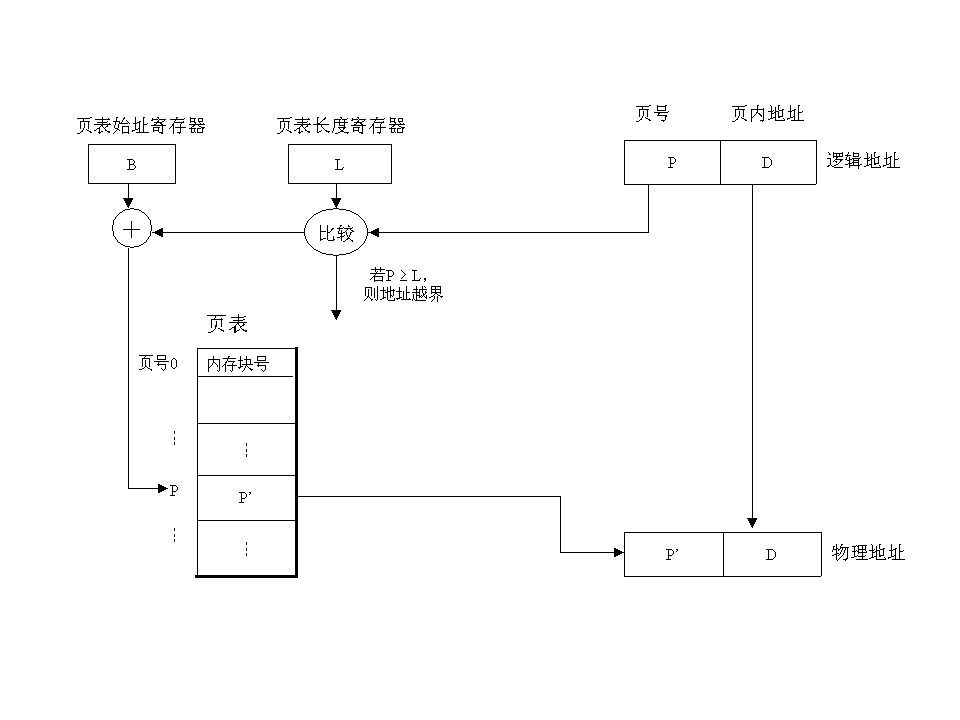 页号 页内地址
页表始址寄存器 页表长度寄存器
B L P D 逻辑地址
＋ 比较
若P ≥ L,
则地址越界
页表
页号0 内存块号
⋮ ⋮
P P'
⋮ ⋮
P' D 物理地址